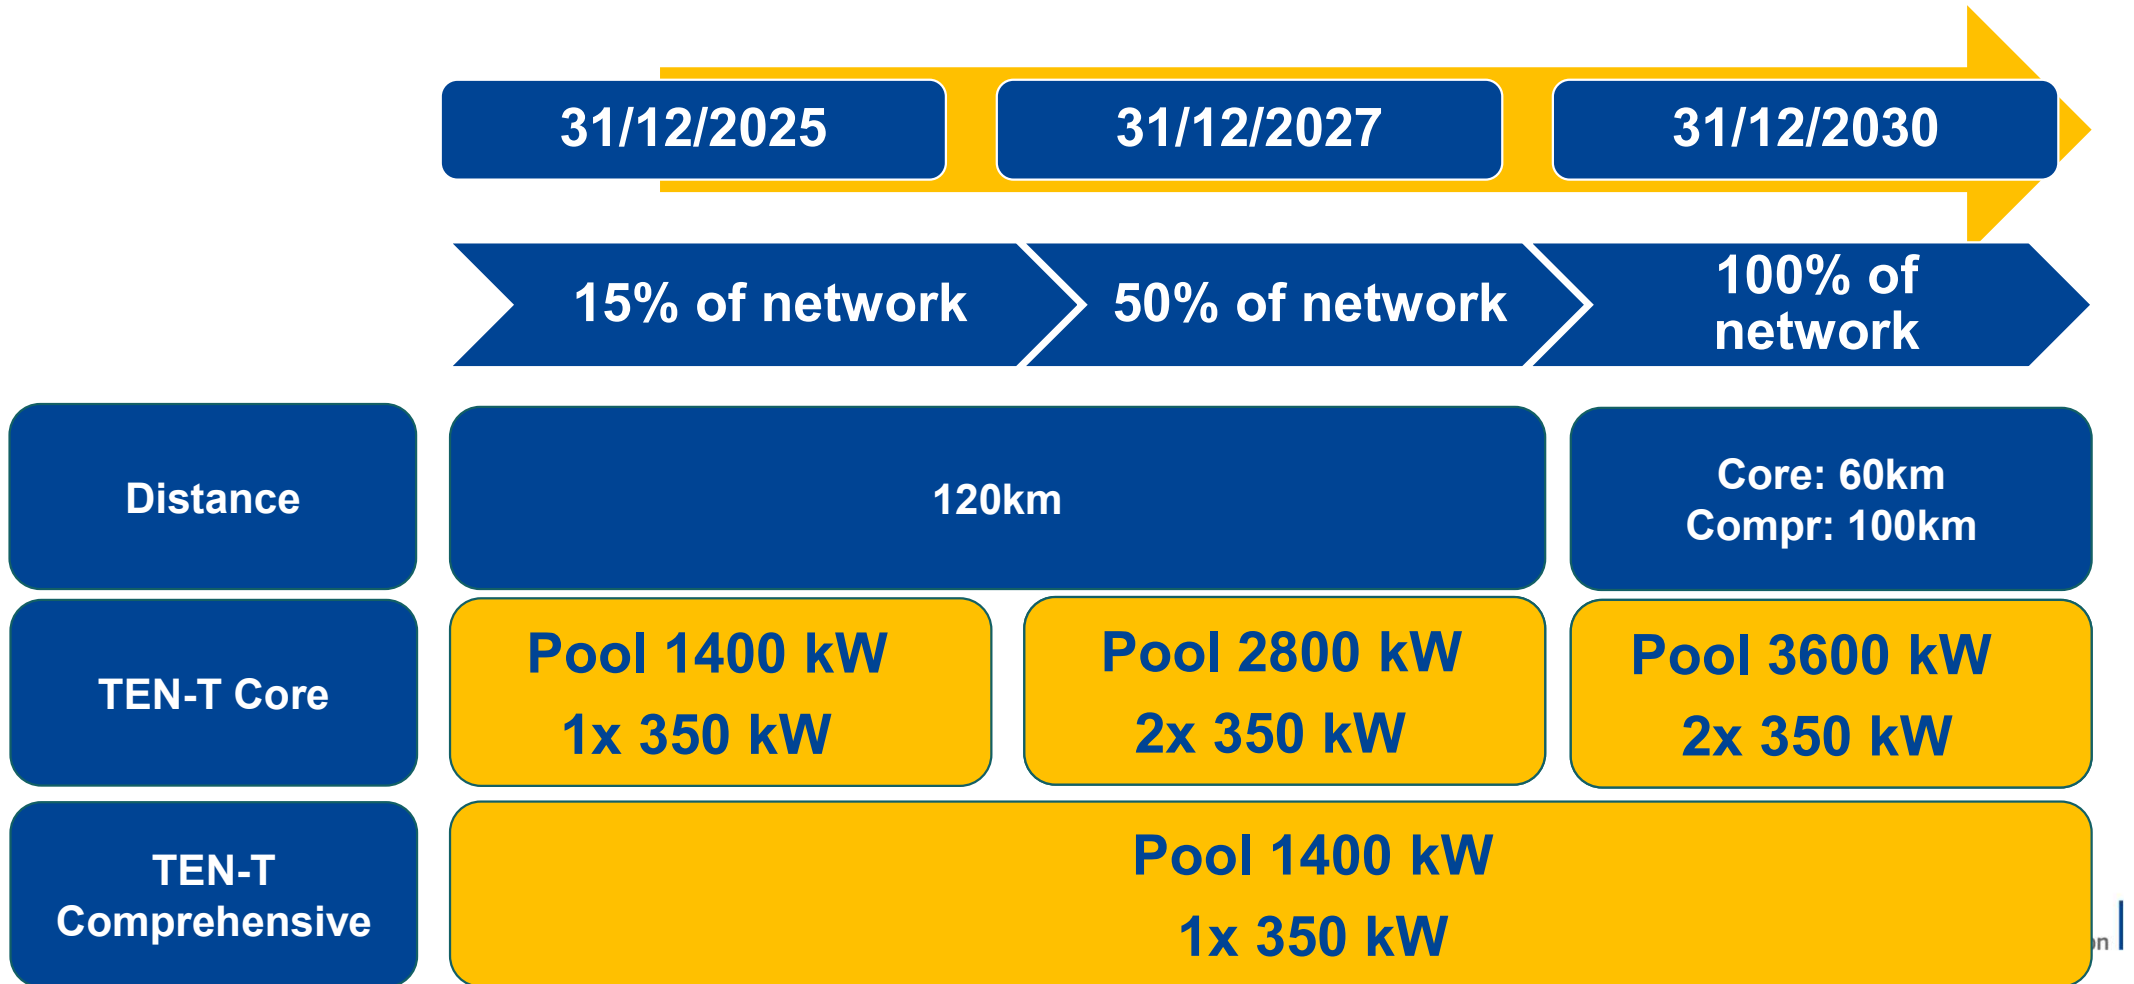 31/12/2025
31/12/2027
31/12/2030
15% of network
50% of network
100% of
network
Distance
120km
Core: 60km
Compr: 100km
TEN-T Core
Pool 1400 kW
1x 350 kW
Pool 2800 kW
2x 350 kW
Pool 3600 kW
2x 350 kW
TEN-T
Comprehensive
Pool 1400 kW
1x 350 kW